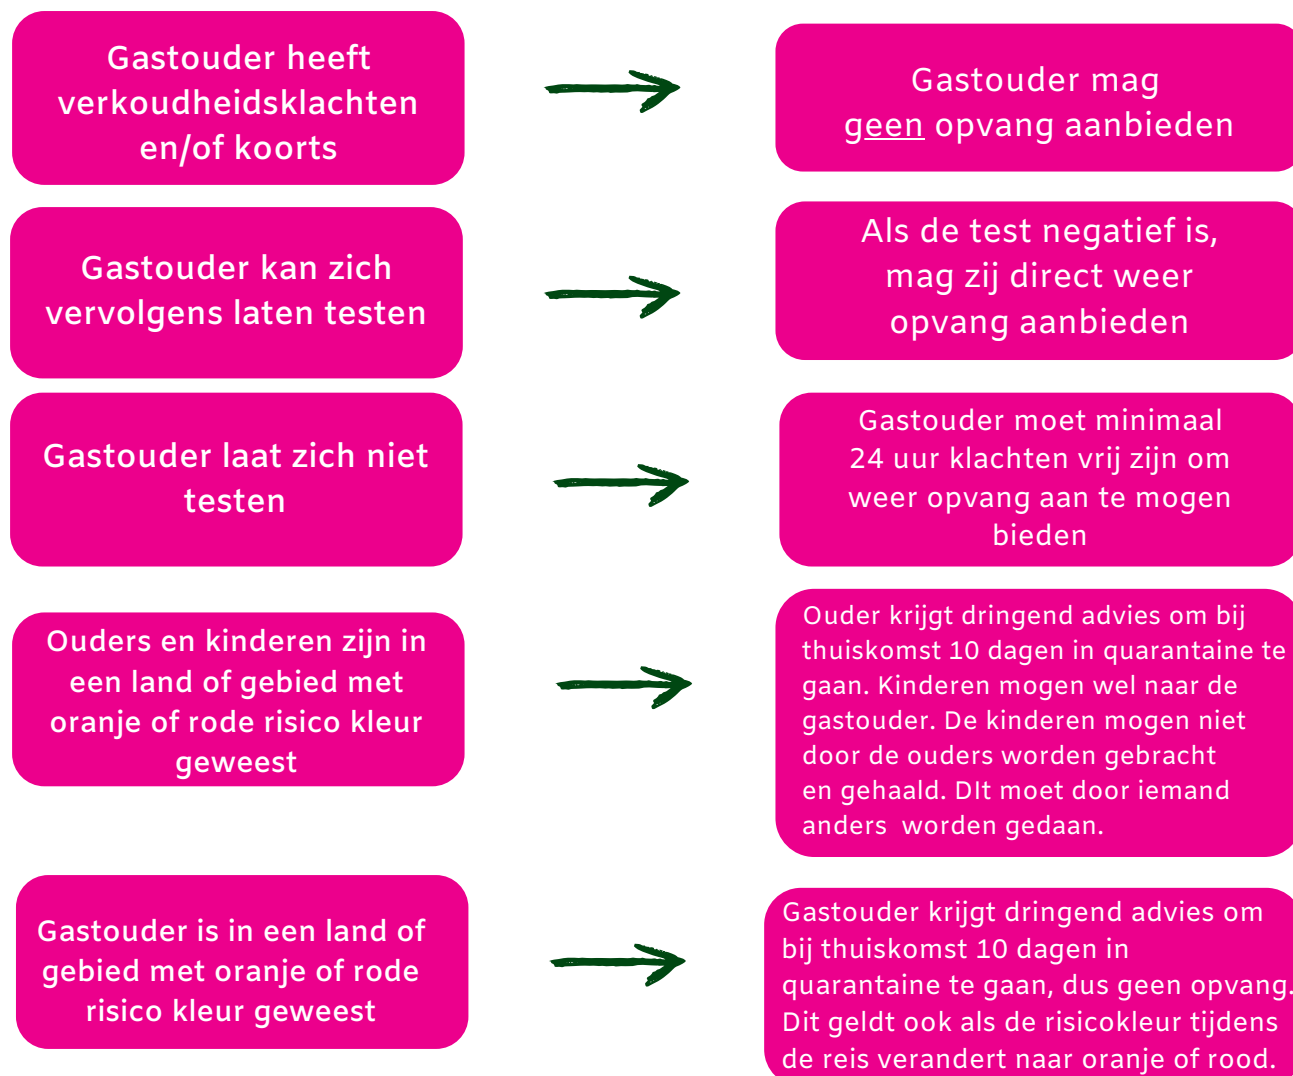 Gastouder heeft
verkoudheidsklachten
en/of koorts
Gastouder mag
geen opvang aanbieden
Gastouder kan zich
vervolgens laten testen
Als de test negatief is,
mag zij direct weer
opvang aanbieden
Gastouder laat zich niet
testen
Gastouder moet minimaal
24 uur klachten vrij zijn om
weer opvang aan te mogen
bieden
Ouders en kinderen zijn in
een land of gebied met
oranje of rode risico kleur
geweest
Ouder krijgt dringend advies om bij
thuiskomst 10 dagen in quarantaine te
gaan. Kinderen mogen wel naar de
gastouder. De kinderen mogen niet
door de ouders worden gebracht
en gehaald. DIt moet door iemand
anders worden gedaan.
Gastouder is in een land of
gebied met oranje of rode
risico kleur geweest
Gastouder krijgt dringend advies om
bij thuiskomst 10 dagen in
quarantaine te gaan, dus geen opvang.
Dit geldt ook als de risicokleur tijdens
de reis verandert naar oranje of rood.